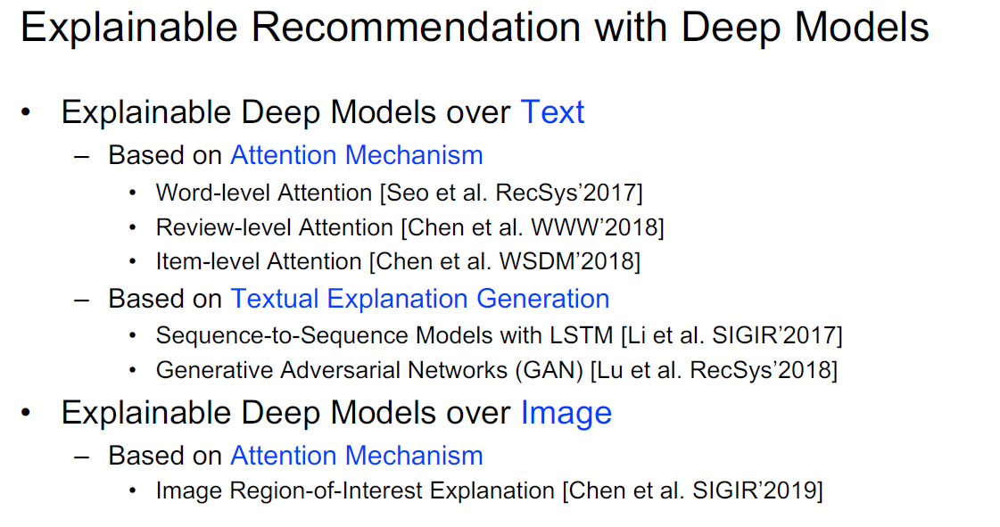 Explainable Recommendation with Deep Models
• Explainable Deep Models over Text
– Based on Attention Mechanism
• Word-level Attention [Seo et al. RecSys’2017]
• Review-level Attention [Chen et al. WWW’2018]
• Item-level Attention [Chen et al. WSDM’2018]
– Based on Textual Explanation Generation
• Sequence-to-Sequence Models with LSTM [Li et al. SIGIR’2017]
• Generative Adversarial Networks (GAN) [Lu et al. RecSys’2018]
• Explainable Deep Models over Image
– Based on Attention Mechanism
• Image Region-of-Interest Explanation [Chen et al. SIGIR’2019]